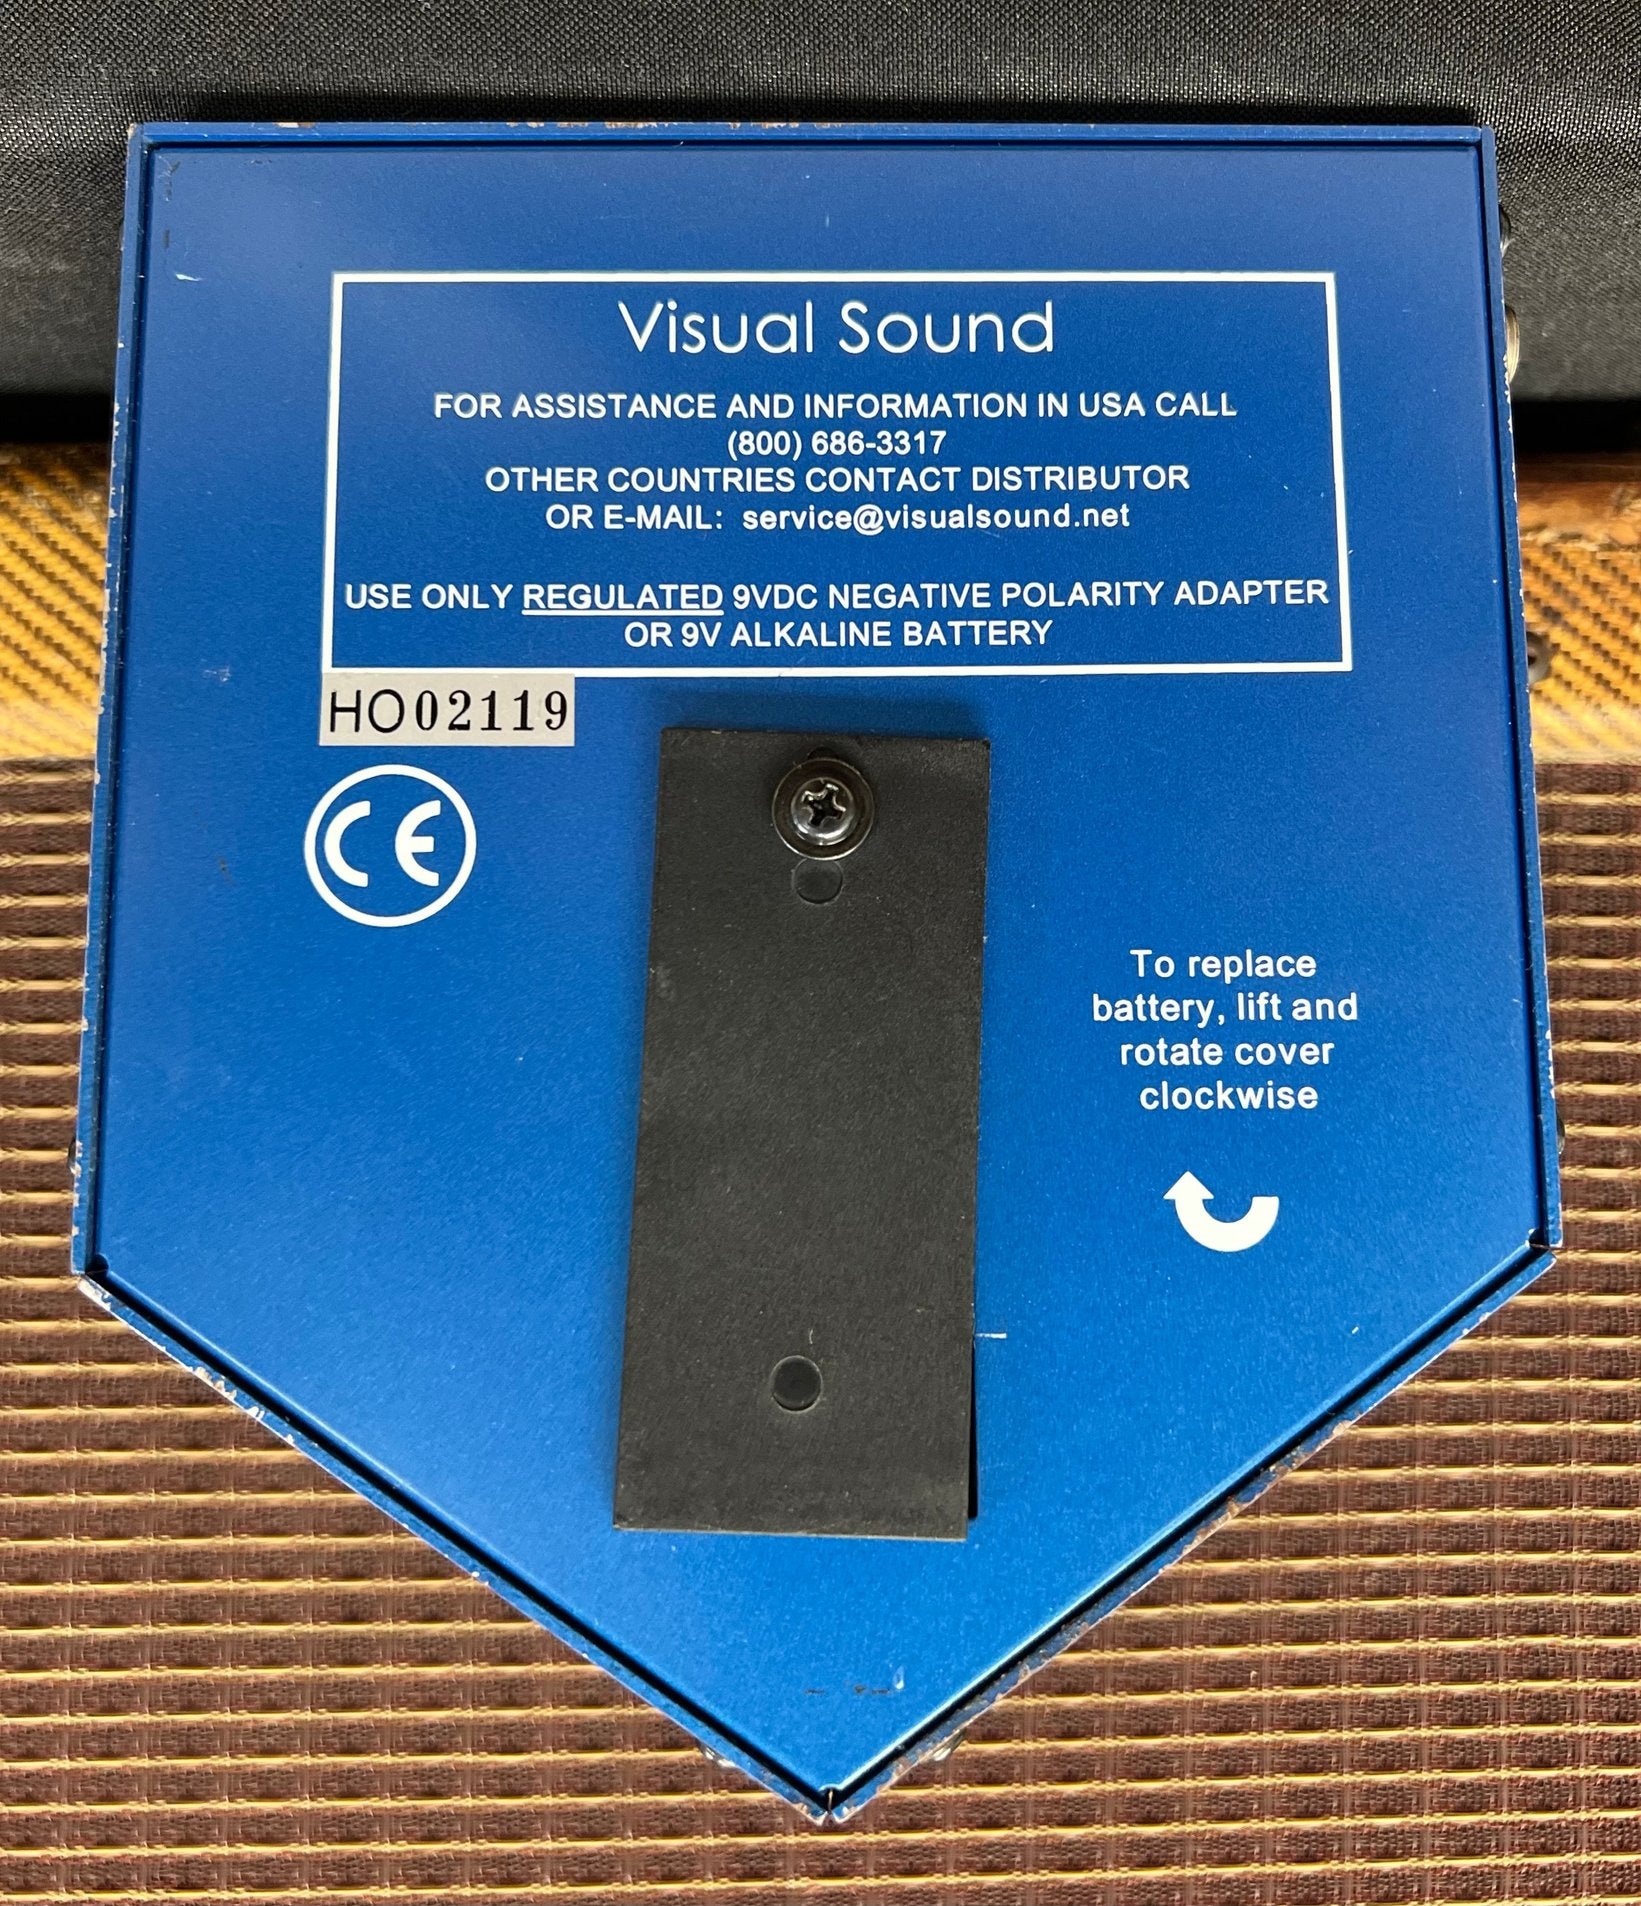 Visual Sound
FOR ASSISTANCE AND INFORMATION IN USA CALL
(800) 686-3317
OTHER COUNTRIES CONTACT DISTRIBUTOR
OR E-MAIL: service@visualsound.net
USE ONLY REGULATED 9VDC NEGATIVE POLARITY ADAPTER
OR 9V ALKALINE BATTERY
HO02119
CE
To replace
battery, lift and
rotate cover
clockwise